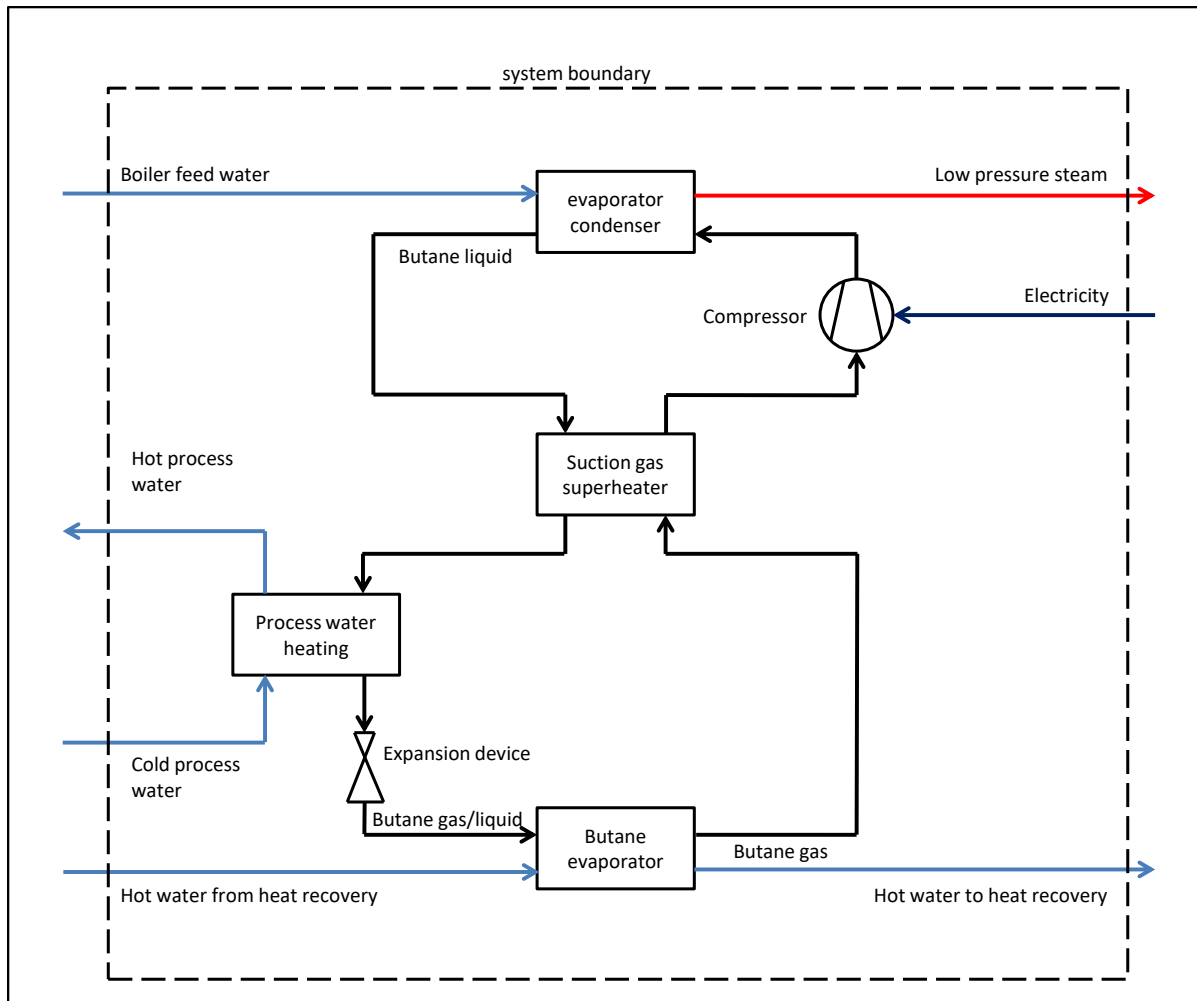 system boundary
Boiler feed water
evaporator
condenser
Low pressure steam
Butane liquid
Compressor
Electricity
Hot process
water
Suction gas
superheater
Process water
heating
Cold process
water
Expansion device
Butane gas/liquid
Butane
evaporator
Butane gas
Hot water from heat recovery
Hot water to heat recovery